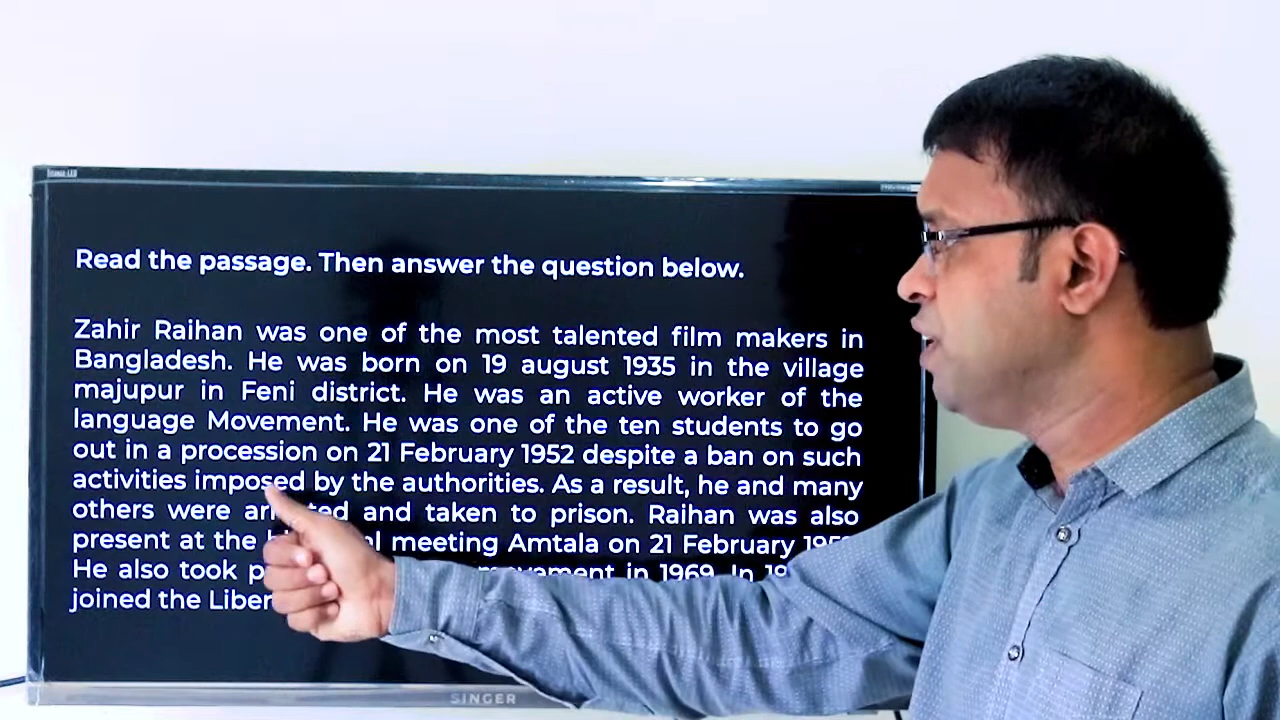 Read the passage. Then answer the question below.
Zahir Raihan was one of the most talented film makers in
Bangladesh. He was born on 19 august 1935 in the village
majupur in Feni district. He was an active worker of the
language Movement. He was one of the ten students to go
out in a procession on 21 February 1952 despite a ban on such
activities imposed by the authorities. As a result, he and many
others were and taken to prison. Raihan was also
present at the meeting Amtala on 21 February
He also took movement in 1969. In
joined the
SINGER